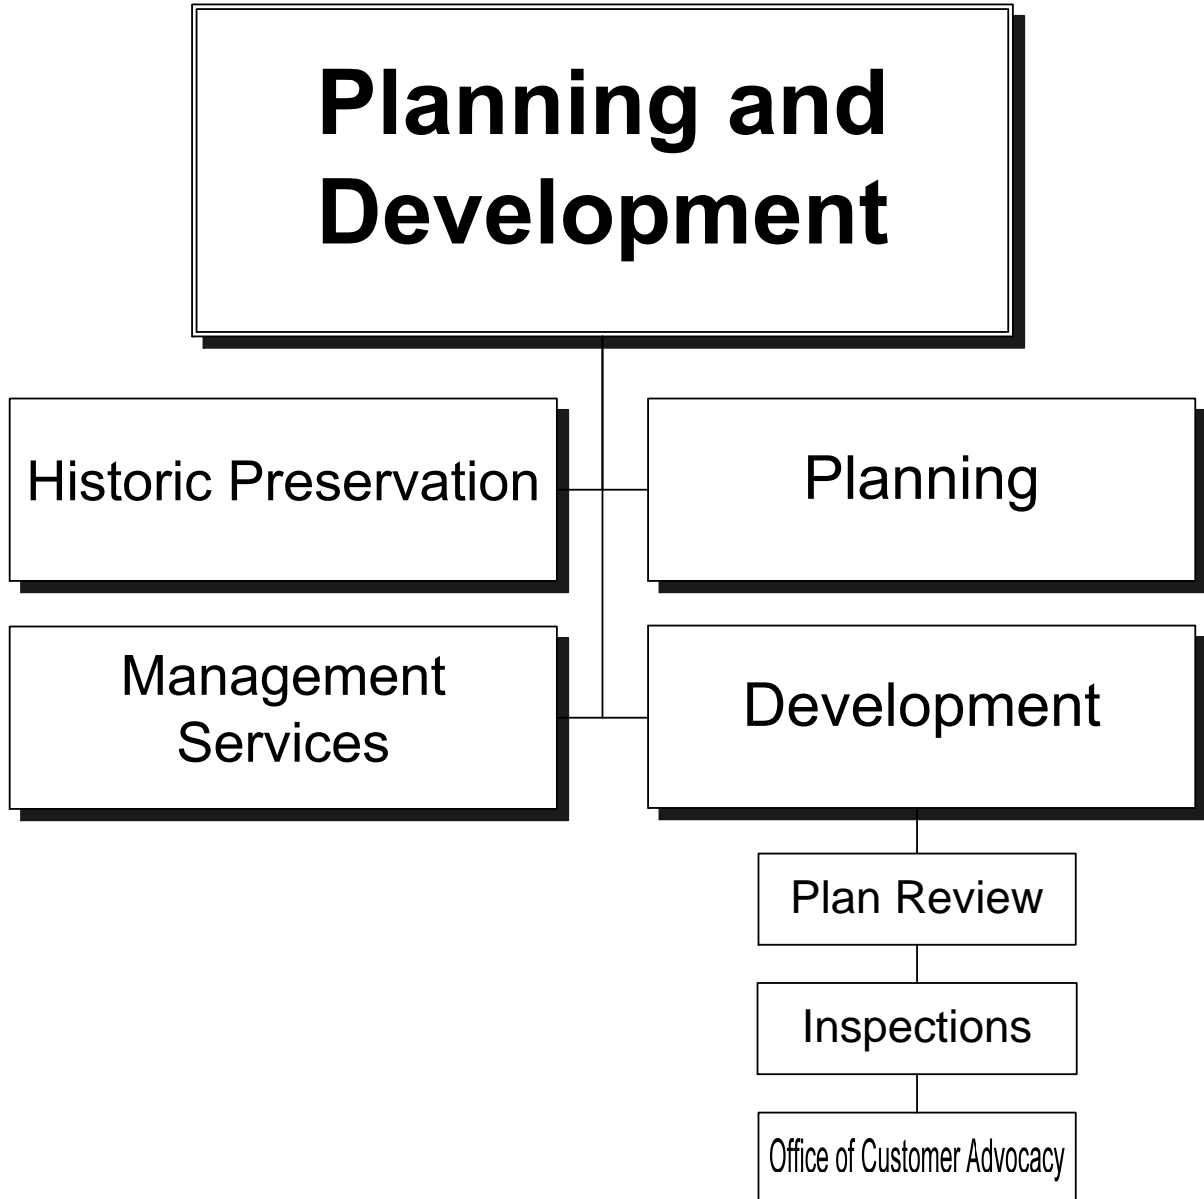 Planning and
Development
Historic Preservation
Planning
Management
Services
Development
Plan Review
Inspections
Office of Customer Advocacy